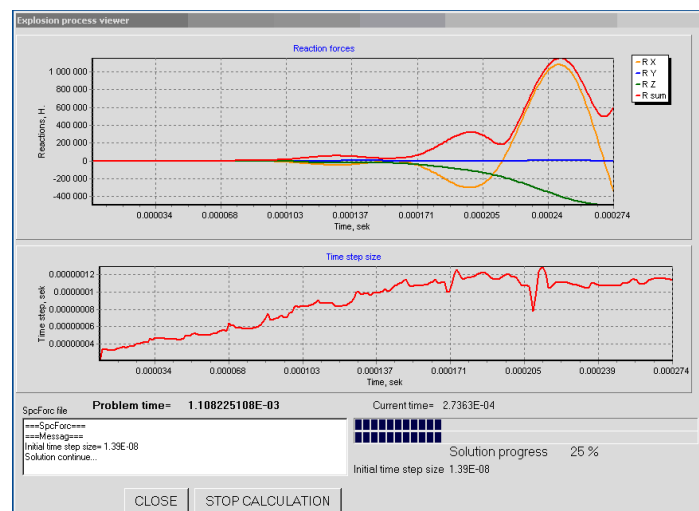 Explosion process viewer
Reaction forces
1 000 000
800 000
600 000
400 000
200 000
0
-200 000
-400 000
Reactions, H.
0.000034 0.000068 0.000103 0.000137 0.000171 0.000205 0.00024 0.000274
Time, sek
R X
R Y
R Z
R sum
Time step size
0.00000012
0.0000001
0.00000008
0.00000006
0.00000004
Time step, sek
0.000034 0.000068 0.000103 0.000137 0.000171 0.000205 0.000239 0.000274
Time, sek
SpcForc file Problem time= 1.108225108E-03 Current time= 2.7363E-04
===SpcForc===
===Messag===
Initial time step size= 1.39E-08
Solution continue...
Solution progress 25 %
Initial time step size 1.39E-08
CLOSE STOP CALCULATION